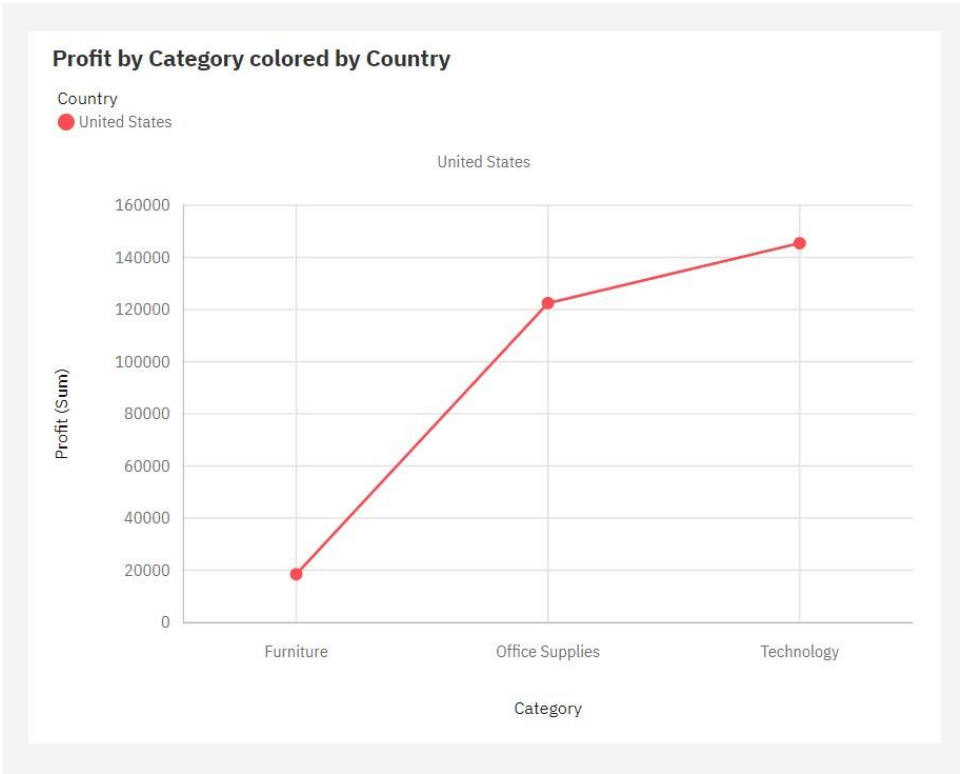 Profit by Category colored by Country
Country
United States
United States
160000
140000
120000
100000
80000
60000
40000
20000
0
Profit (Sum)
Furniture Office Supplies Technology
Category